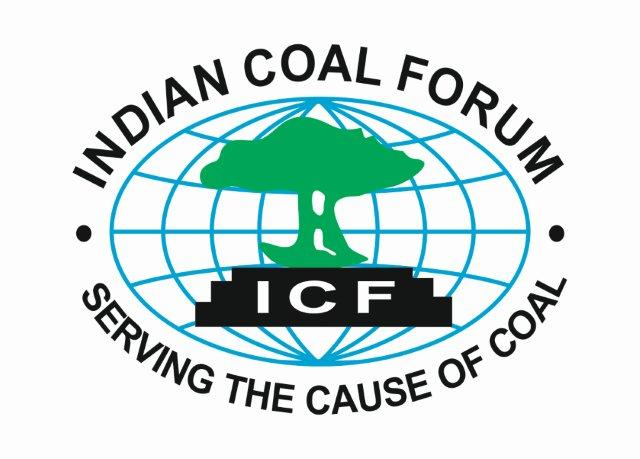 INDIAN COAL FORUM
ICF
SERVING THE CAUSE OF COAL